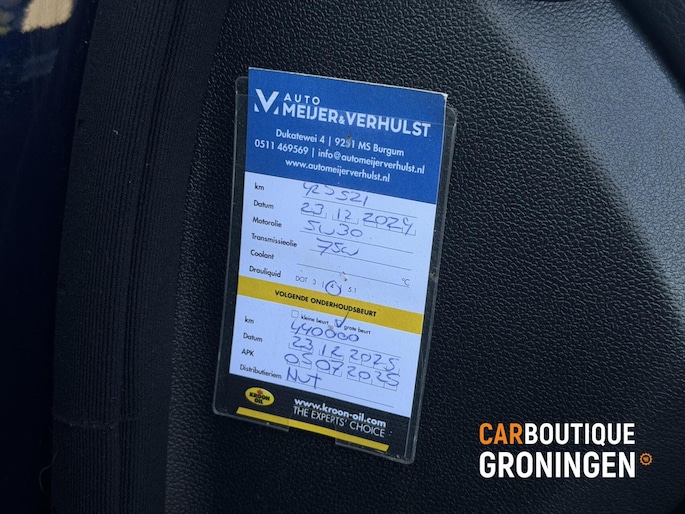 AUTO
MEIJER&VERHULST
Dukatewei 4 | 9251 MS Burgum
0511 469569 | info@automeijerverhulst.nl
www.automeijerverhulst.nl
km 425521
Datum 23 12 2024
Motorolie 5w30
Transmissieolie 75w
Coolant °C
Drauliquid DOT 3 | 4 | 5.1
VOLGENDE ONDERHOUDSBEURT
kleine beurt grote beurt
km 440000
Datum 23 12 2025
APK 05 07 2025
Distributieriem Nvt
KROON OIL
www.kroon-oil.com
THE EXPERTS' CHOICE
CARBOUTIQUE
GRONINGEN